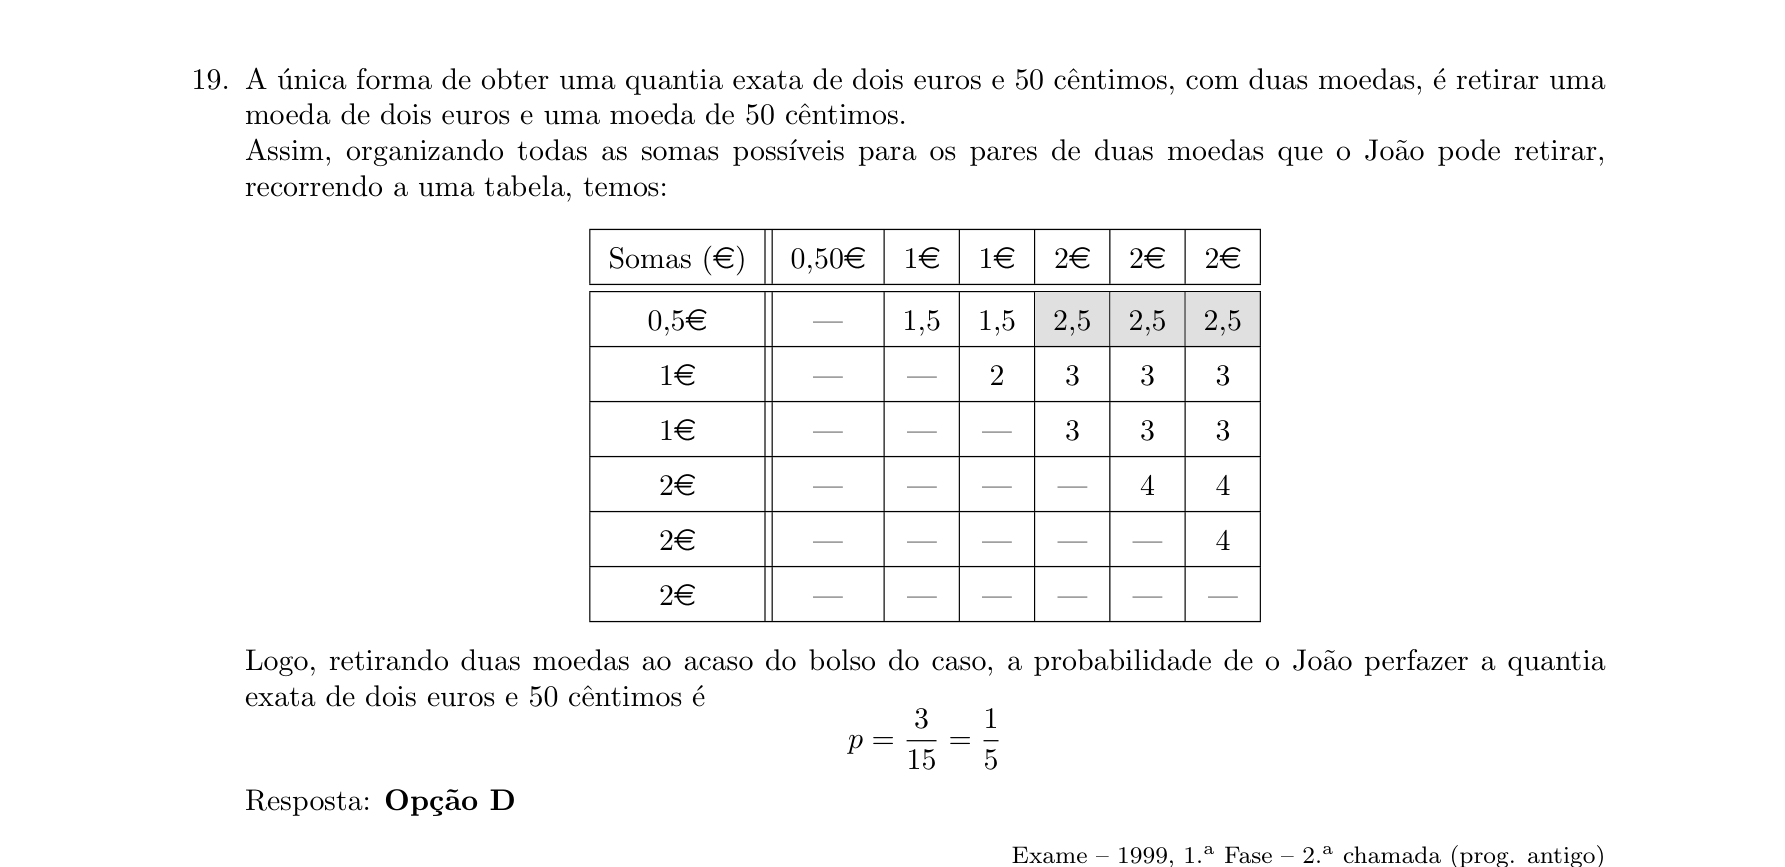 19. A única forma de obter uma quantia exata de dois euros e 50 cêntimos, com duas moedas, é retirar uma
moeda de dois euros e uma moeda de 50 cêntimos.
Assim, organizando todas as somas possíveis para os pares de duas moedas que o João pode retirar,
recorrendo a uma tabela, temos:
Somas (€) 0,50€ 1€ 1€ 2€ 2€ 2€
0,5€ — 1,5 1,5 2,5 2,5 2,5
1€ — — 2 3 3 3
1€ — — — 3 3 3
2€ — — — — 4 4
2€ — — — — — 4
2€ — — — — — —
Logo, retirando duas moedas ao acaso do bolso do caso, a probabilidade de o João perfazer a quantia
exata de dois euros e 50 cêntimos é
p = 3/15 = 1/5
Resposta: Opção D
Exame – 1999, 1.ª Fase – 2.ª chamada (prog. antigo)